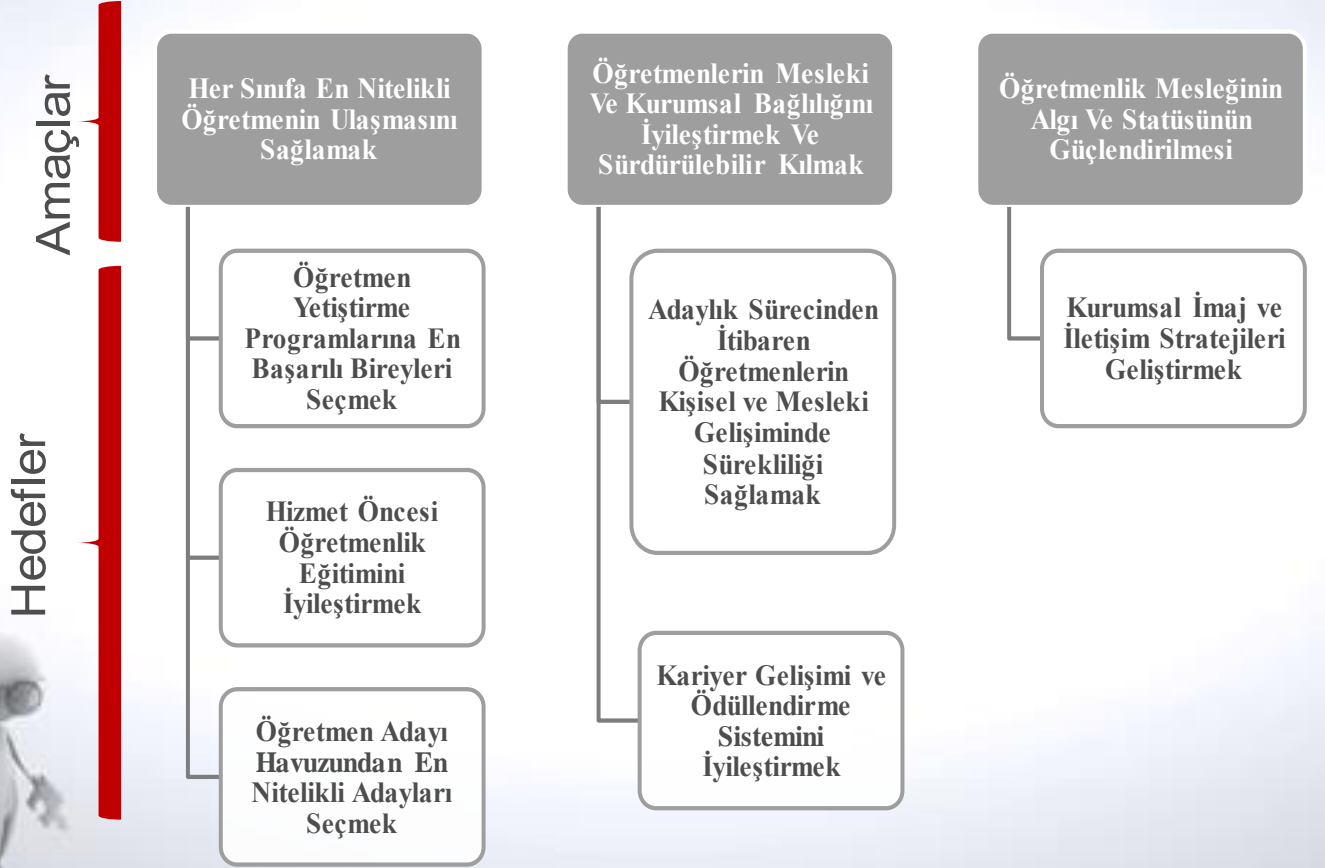 Amaçlar
Her Sınıfa En Nitelikli
Öğretmenin Ulaşmasını
Sağlamak
Öğretmenlerin Mesleki
Ve Kurumsal Bağlılığını
İyileştirmek Ve
Sürdürülebilir Kılmak
Öğretmenlik Mesleğinin
Algı Ve Statüsünün
Güçlendirilmesi
Hedefler
Öğretmen
Yetiştirme
Programlarına En
Başarılı Bireyleri
Seçmek
Hizmet Öncesi
Öğretmenlik
Eğitimini
İyileştirmek
Öğretmen Adayı
Havuzundan En
Nitelikli Adayları
Seçmek
Adaylık Sürecinden
İtibaren
Öğretmenlerin
Kişisel ve Mesleki
Gelişiminde
Sürekliliği
Sağlamak
Kariyer Gelişimi ve
Ödüllendirme
Sistemini
İyileştirmek
Kurumsal İmaj ve
İletişim Stratejileri
Geliştirmek